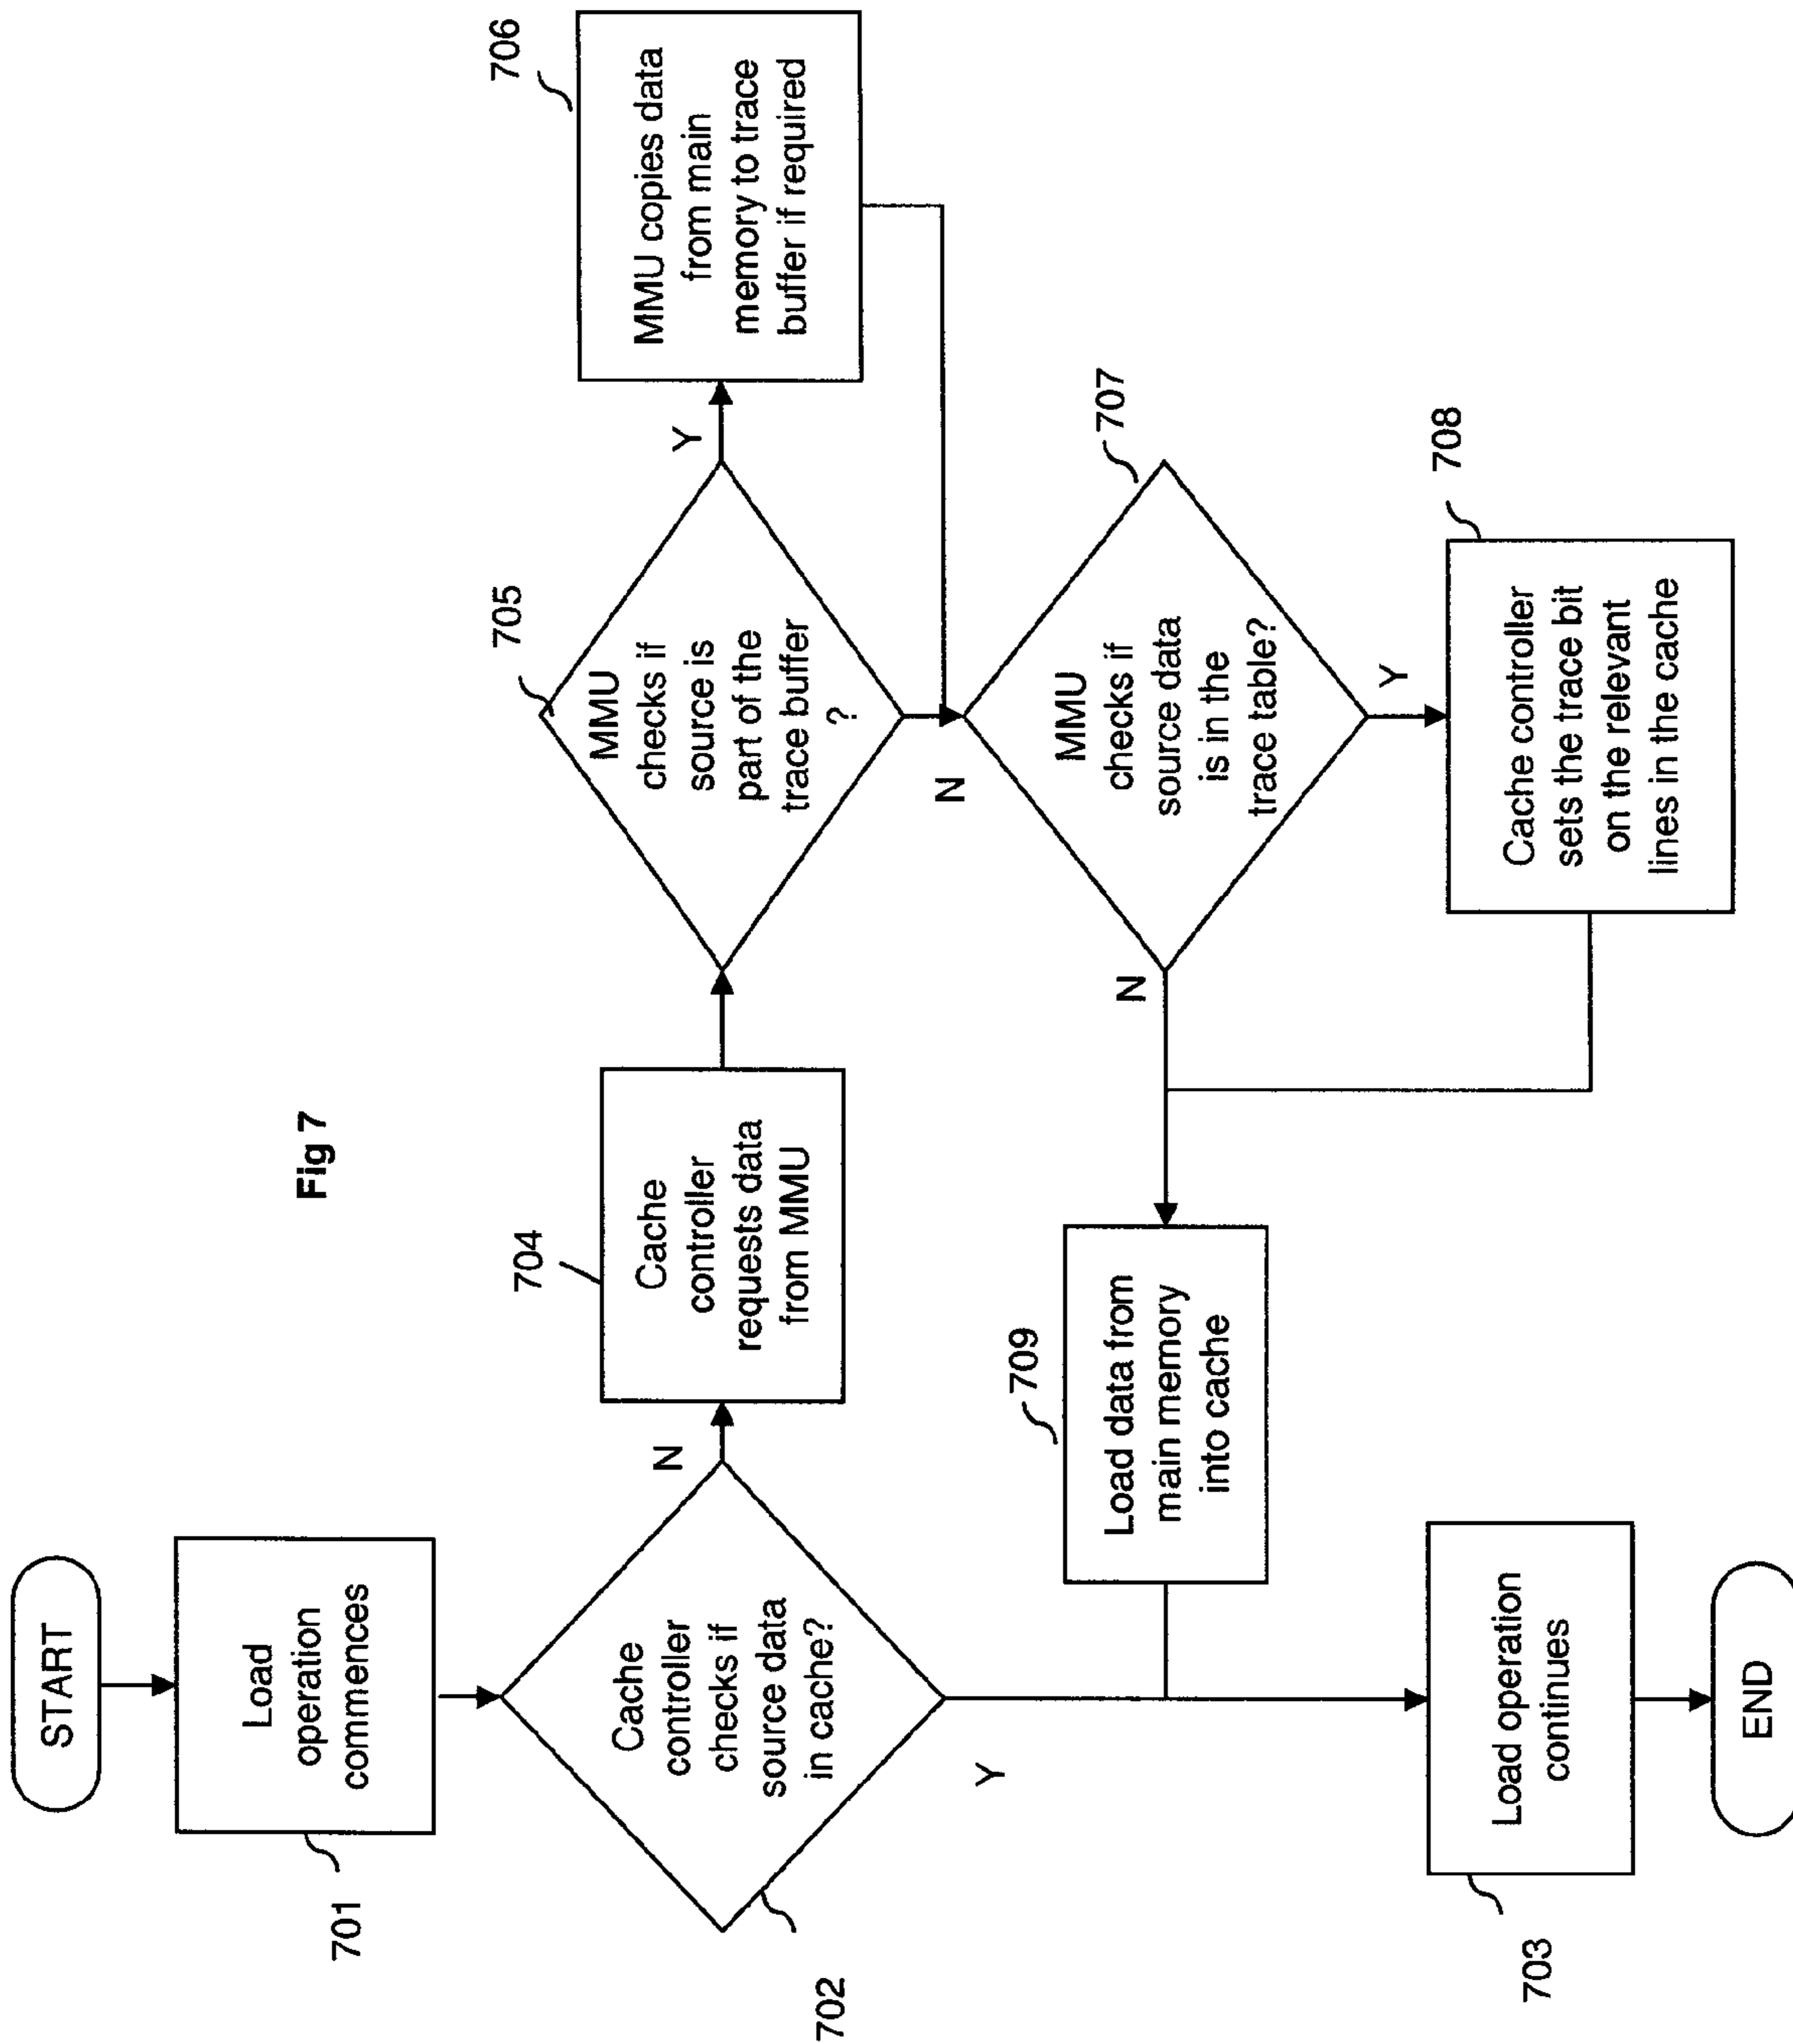 Fig 7
START
Load
operation
commences
701
Cache
controller
checks if
source data
in cache?
702
N
Y
704
Cache
controller
requests data
from MMU
705
MMU
checks if
source is
part of the
trace buffer
?
Y
N
706
MMU copies data
from main
memory to trace
buffer if required
707
MMU
checks if
source data
is in the
trace table?
N
Y
708
Cache controller
sets the trace bit
on the relevant
lines in the cache
709
Load data from
main memory
into cache
703
Load operation
continues
END